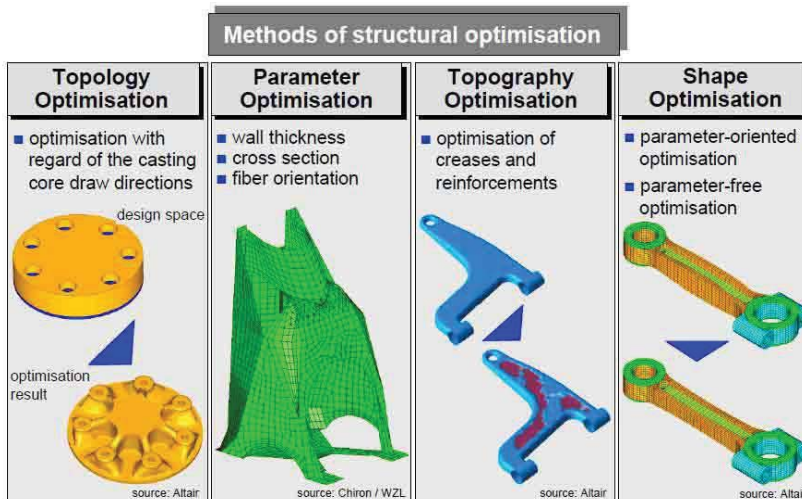 Methods of structural optimisation
Topology
Optimisation
optimisation with
regard of the casting
core draw directions
design space
optimisation
result
source: Altair
Parameter
Optimisation
wall thickness
cross section
fiber orientation
source: Chiron / WZL
Topography
Optimisation
optimisation of
creases and
reinforcements
source: Altair
Shape
Optimisation
parameter-oriented
optimisation
parameter-free
optimisation
source: Altair